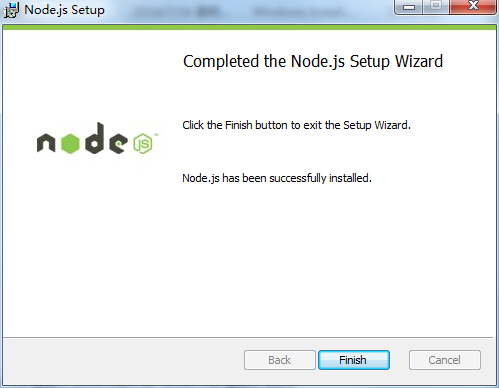 Node.js Setup
Completed the Node.js Setup Wizard
Click the Finish button to exit the Setup Wizard.
node JS™
Node.js has been successfully installed.
Back
Finish
Cancel